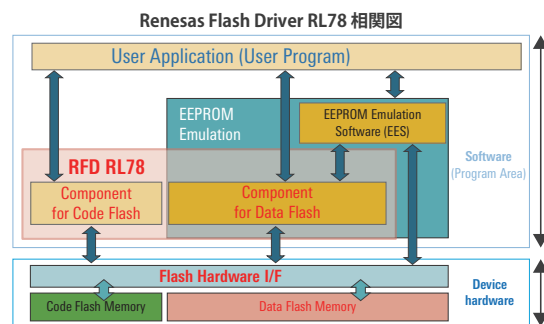 Renesas Flash Driver RL78 相関図
User Application (User Program)
EEPROM
Emulation
EEPROM Emulation
Software (EES)
RFD RL78
Component
for Code Flash
Component
for Data Flash
Software
(Program Area)
Flash Hardware I/F
Code Flash Memory
Data Flash Memory
Device
hardware